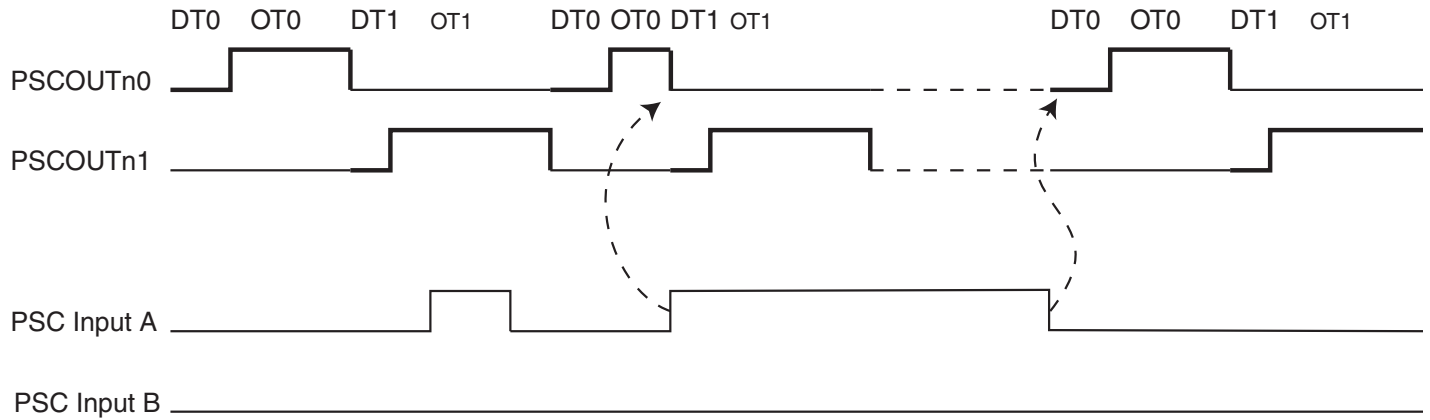 DT0 OT0 DT1 OT1 DT0 OT0 DT1 OT1 DT0 OT0 DT1 OT1
PSCOUTn0
PSCOUTn1
PSC Input A
PSC Input B